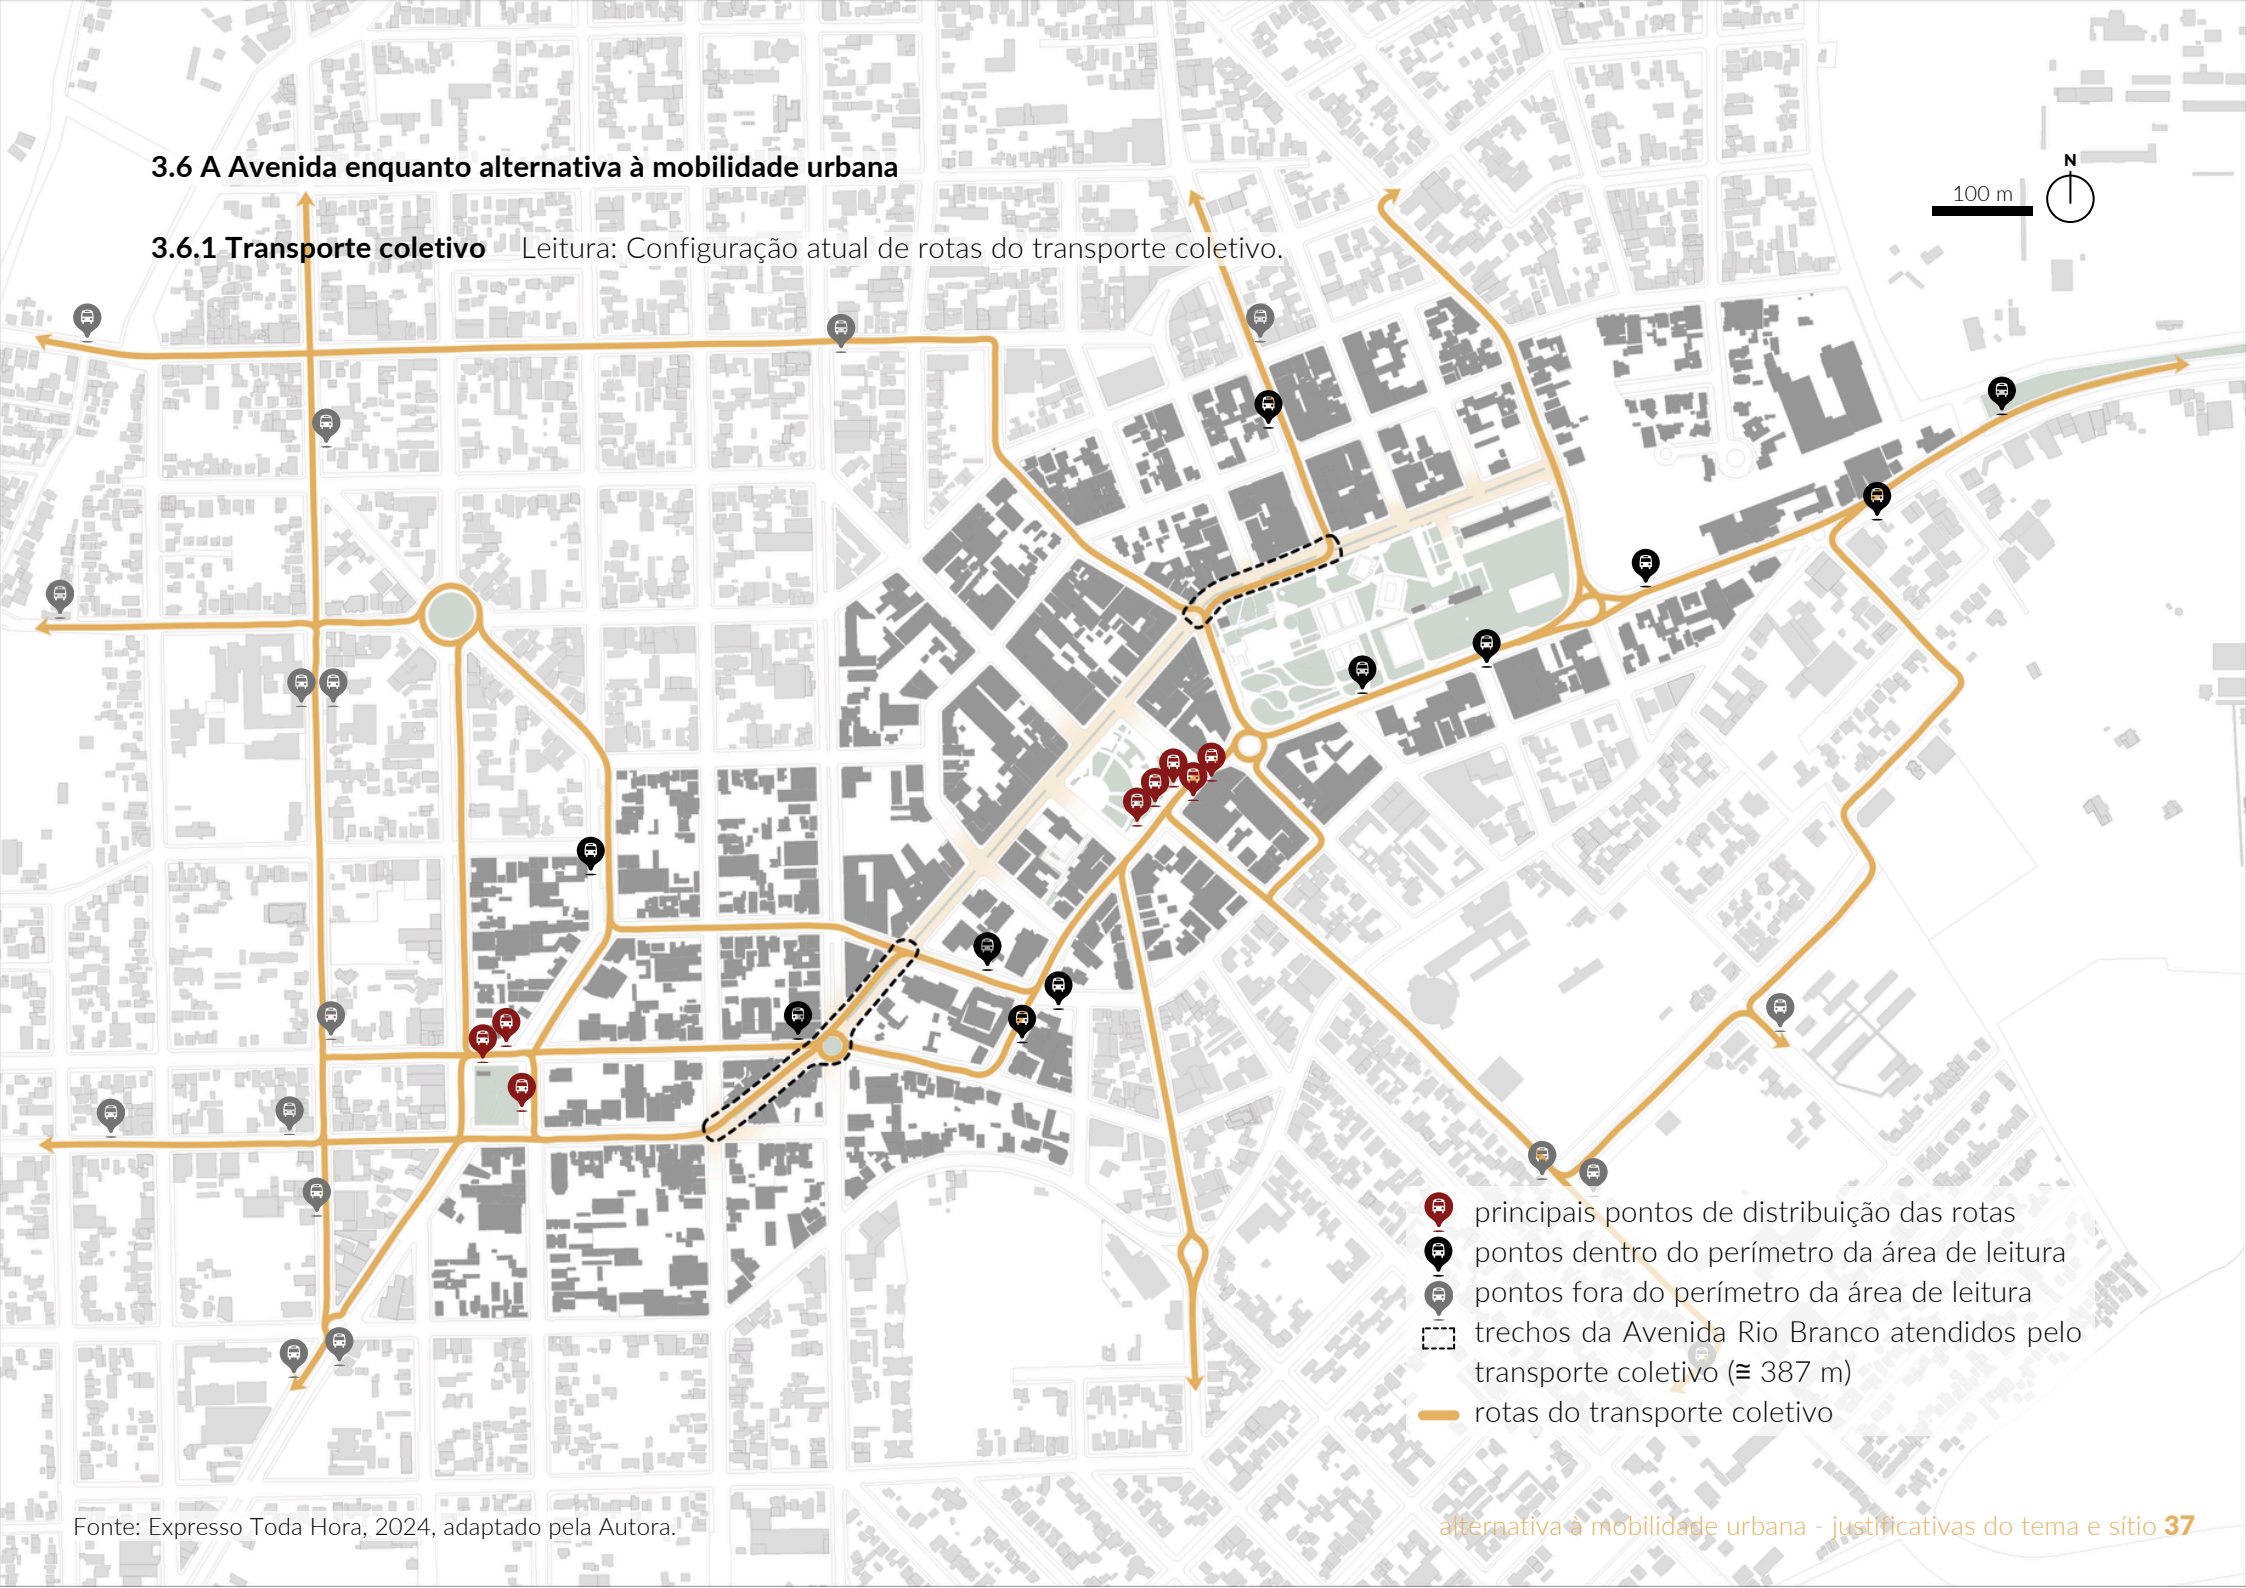 3.6 A Avenida enquanto alternativa à mobilidade urbana
N
100 m
3.6.1 Transporte coletivo Leitura: Configuração atual de rotas do transporte coletivo.
principais pontos de distribuição das rotas
pontos dentro do perímetro da área de leitura
pontos fora do perímetro da área de leitura
trechos da Avenida Rio Branco atendidos pelo
transporte coletivo (≅ 387 m)
rotas do transporte coletivo
Fonte: Expresso Toda Hora, 2024, adaptado pela Autora.
alternativa à mobilidade urbana - justificativas do tema e sítio 37